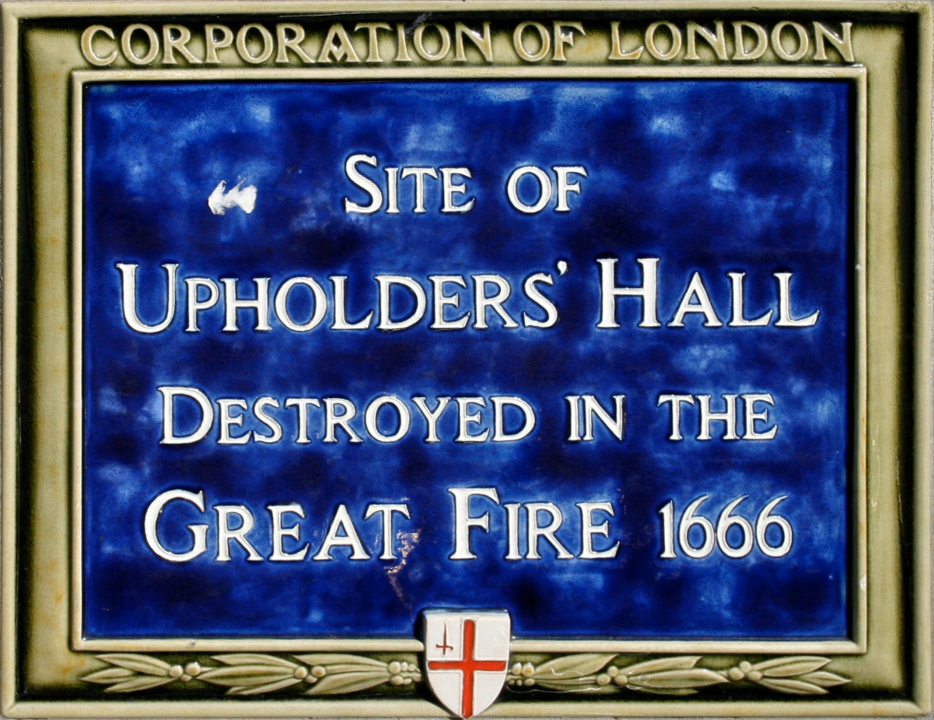 CORPORATION OF LONDON
SITE OF
UPHOLDERS' HALL
DESTROYED IN THE
GREAT FIRE 1666